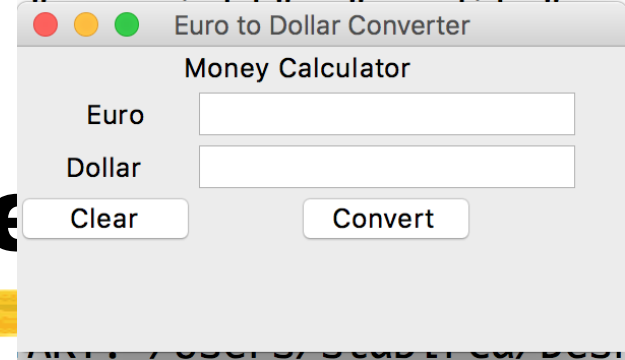 Euro to Dollar Converter
Money Calculator
Euro
Dollar
Clear
Convert